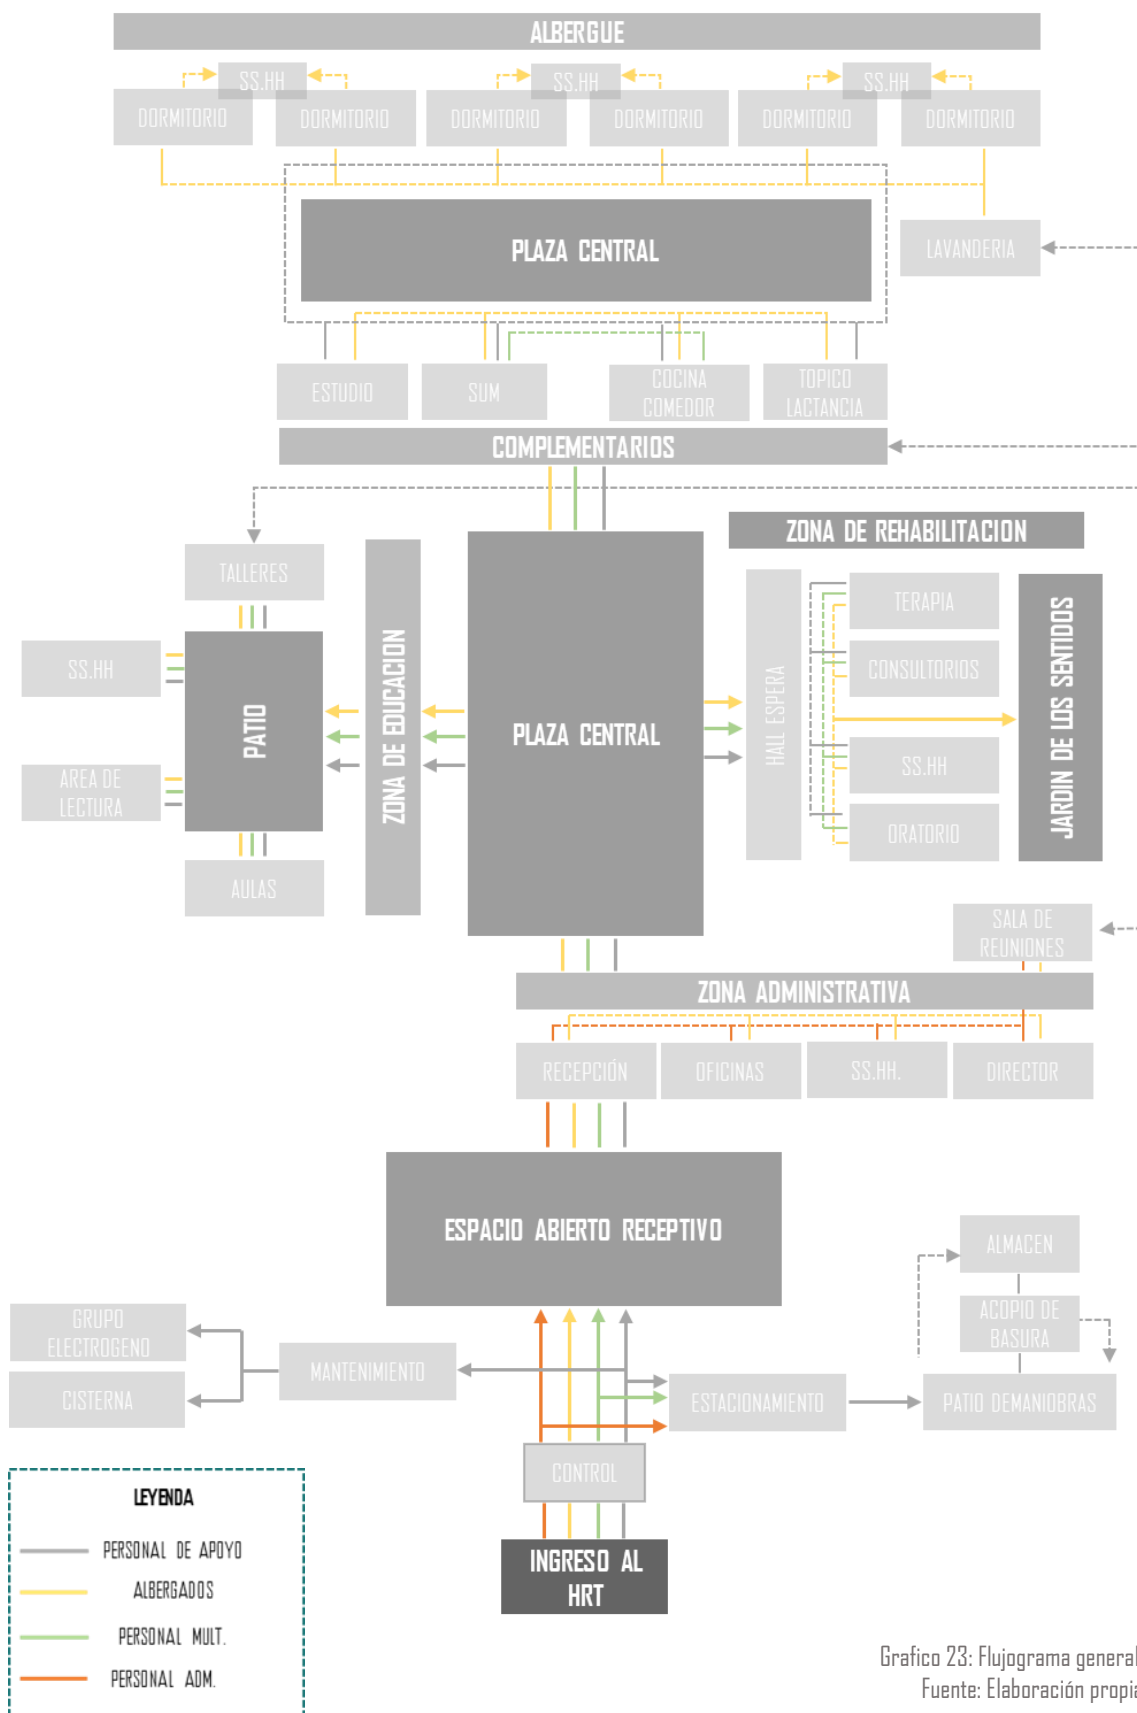 ALBERGUE
SS.HH
SS.HH
SS.HH
DORMITORIO
DORMITORIO
DORMITORIO
DORMITORIO
DORMITORIO
DORMITORIO
PLAZA CENTRAL
LAVANDERIA
ESTUDIO
SUM
COCINA
COMEDOR
TOPICO
LACTANCIA
COMPLEMENTARIOS
ZONA DE REHABILITACION
TALLERES
SS.HH
PATIO
AREA DE
LECTURA
AULAS
ZONA DE EDUCACION
PLAZA CENTRAL
HALL ESPERA
TERAPIA
CONSULTORIOS
SS.HH
ORATORIO
JARDIN DE LOS SENTIDOS
SALA DE
REUNIONES
ZONA ADMINISTRATIVA
RECEPCIÓN
OFICINAS
SS.HH.
DIRECTOR
ESPACIO ABIERTO RECEPTIVO
ALMACEN
ACOPIO DE
BASURA
GRUPO
ELECTROGENO
MANTENIMIENTO
CISTERNA
ESTACIONAMIENTO
PATIO DEMANIOBRAS
CONTROL
INGRESO AL
HRT
LEYENDA
PERSONAL DE APOYO
ALBERGADOS
PERSONAL MULT.
PERSONAL ADM.
Grafico 23: Flujograma general
Fuente: Elaboración propia